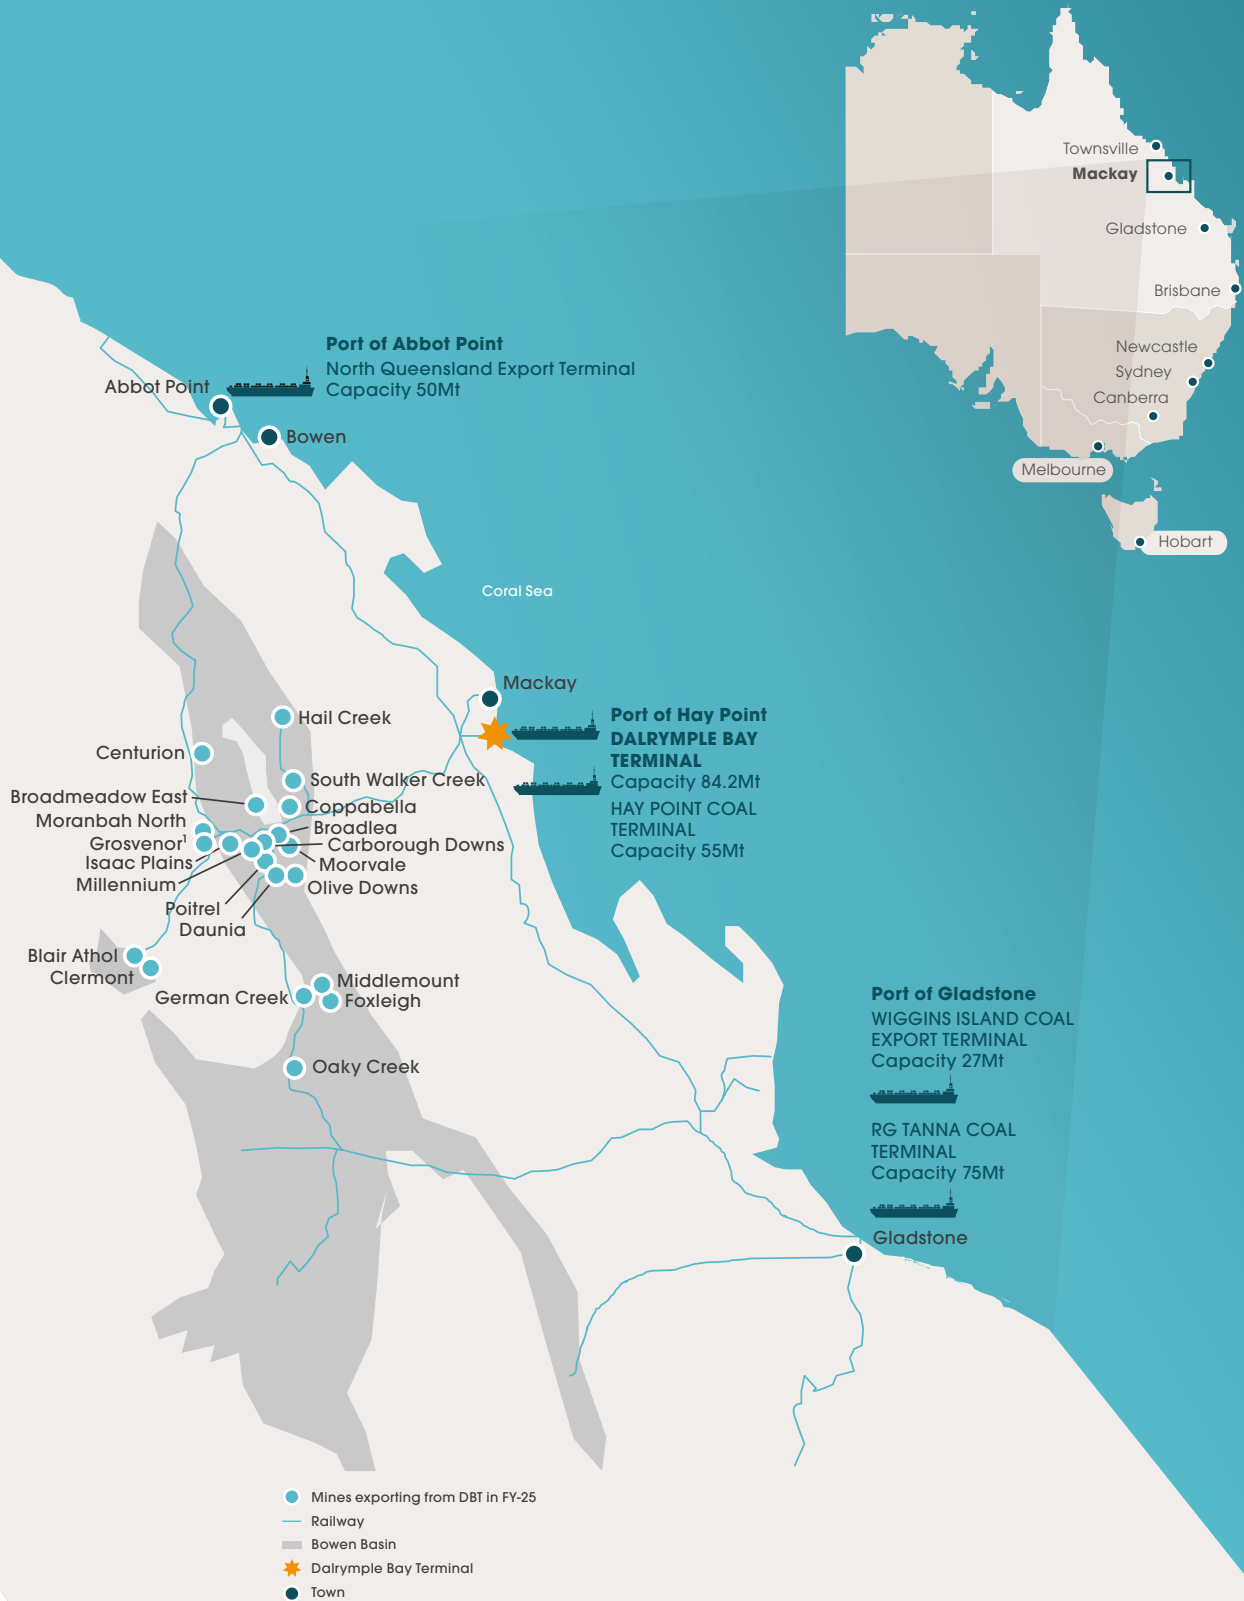 Townsville
Mackay
Gladstone
Brisbane
Newcastle
Sydney
Canberra
Melbourne
Hobart
Port of Abbot Point
North Queensland Export Terminal
Capacity 50Mt
Abbot Point
Bowen
Coral Sea
Mackay
Port of Hay Point
DALRYMPLE BAY
TERMINAL
Capacity 84.2Mt
HAY POINT COAL
TERMINAL
Capacity 55Mt
Hail Creek
Centurion
South Walker Creek
Broadmeadow East
Coppabella
Moranbah North
Broadlea
Grosvenor¹
Carborough Downs
Isaac Plains
Moorvale
Millennium
Olive Downs
Poitrel
Daunia
Blair Athol
Clermont
Middlemount
German Creek
Foxleigh
Oaky Creek
Port of Gladstone
WIGGINS ISLAND COAL
EXPORT TERMINAL
Capacity 27Mt
RG TANNA COAL
TERMINAL
Capacity 75Mt
Gladstone
Mines exporting from DBT in FY-25
Railway
Bowen Basin
Dalrymple Bay Terminal
Town